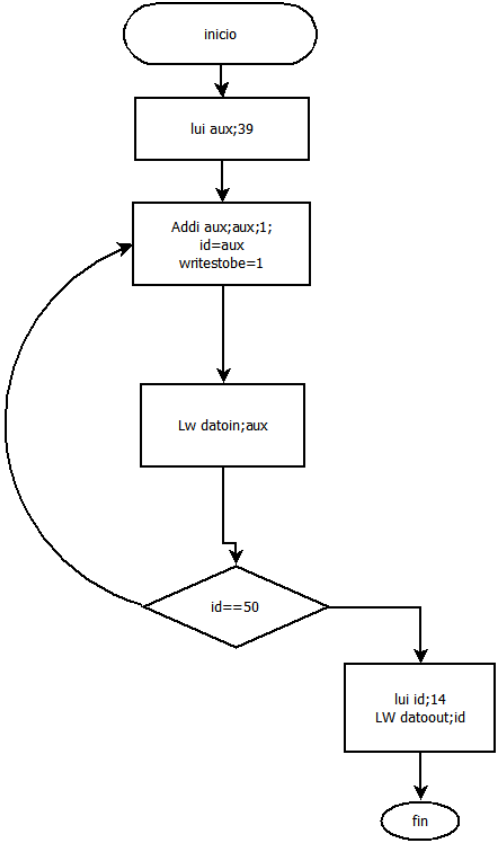 inicio
lui aux;39
Addi aux;aux;1;
id=aux
writestobe=1
Lw datoin;aux
id==50
lui id;14
LW datoout;id
fin